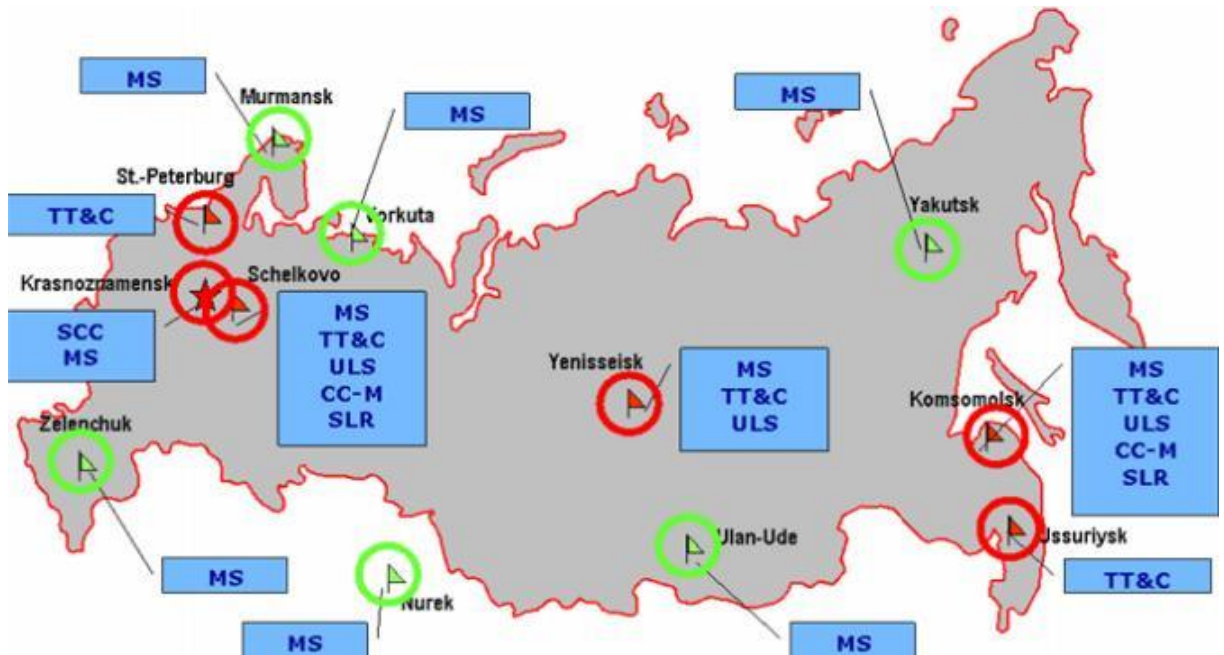 MS
Murmansk
MS
MS
St.-Peterburg
TT&C
Vorkuta
Yakutsk
Krasnoznamensk
Schelkovo
SCC
MS
MS
TT&C
ULS
CC-M
SLR
Yenisseisk
MS
TT&C
ULS
Komsomolsk
MS
TT&C
ULS
CC-M
SLR
Zelenchuk
MS
Nurek
MS
Ulan-Ude
MS
Ussuriysk
TT&C